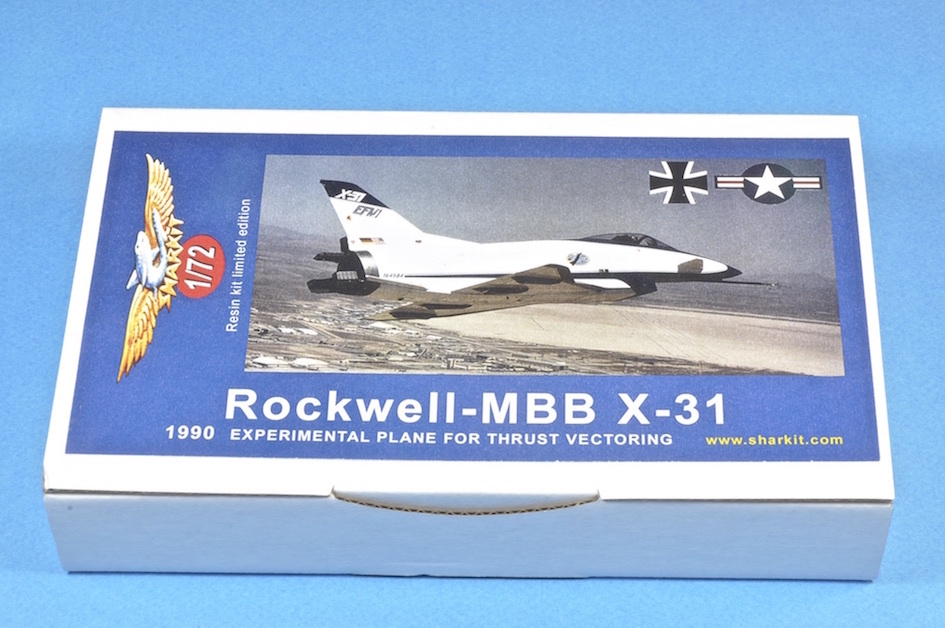 SHARKIT
1/72
Resin kit limited edition
X-31
EFM
164584
Rockwell-MBB X-31
1990 EXPERIMENTAL PLANE FOR THRUST VECTORING www.sharkit.com